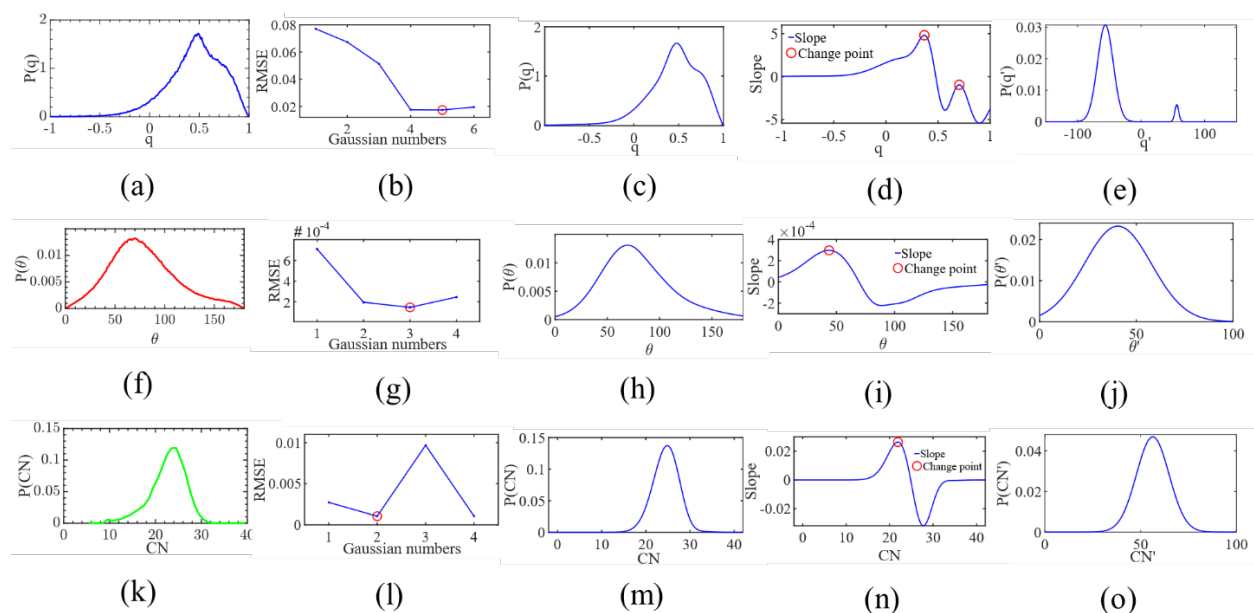 2
P(q)
1
0
-1 -0.5 0 0.5 1
q
(a)
0.08
0.06
0.04
0.02
RMSE
2 4 6
Gaussian numbers
(b)
2
1
0
P(q)
-0.5 0 0.5 1
q
(c)
5
0
-5
Slope
Slope
Change point
-1 -0.5 0 0.5 1
q
(d)
0.03
0.02
0.01
0
P(q')
-100 0 100
q'
(e)
0.01
0.005
0
P(θ)
0 50 100 150
θ
(f)
# 10-4
6
4
2
RMSE
1 2 3 4
Gaussian numbers
(g)
0.015
0.01
0.005
0
P(θ)
0 50 100 150
θ
(h)
×10-4
4
2
0
-2
Slope
Slope
Change point
0 50 100 150
θ
(i)
0.02
0.01
0
P(θ')
0 50 100
θ'
(j)
0.15
0.1
0.05
0
P(CN)
0 10 20 30 40
CN
(k)
0.01
0.005
0
RMSE
1 2 3 4
Gaussian numbers
(l)
0.15
0.10
0.05
0
P(CN)
0 10 20 30 40
CN
(m)
0.02
0
-0.02
Slope
Slope
Change point
0 10 20 30 40
CN
(n)
0.04
0.02
0
P(CN')
0 50 100
CN'
(o)